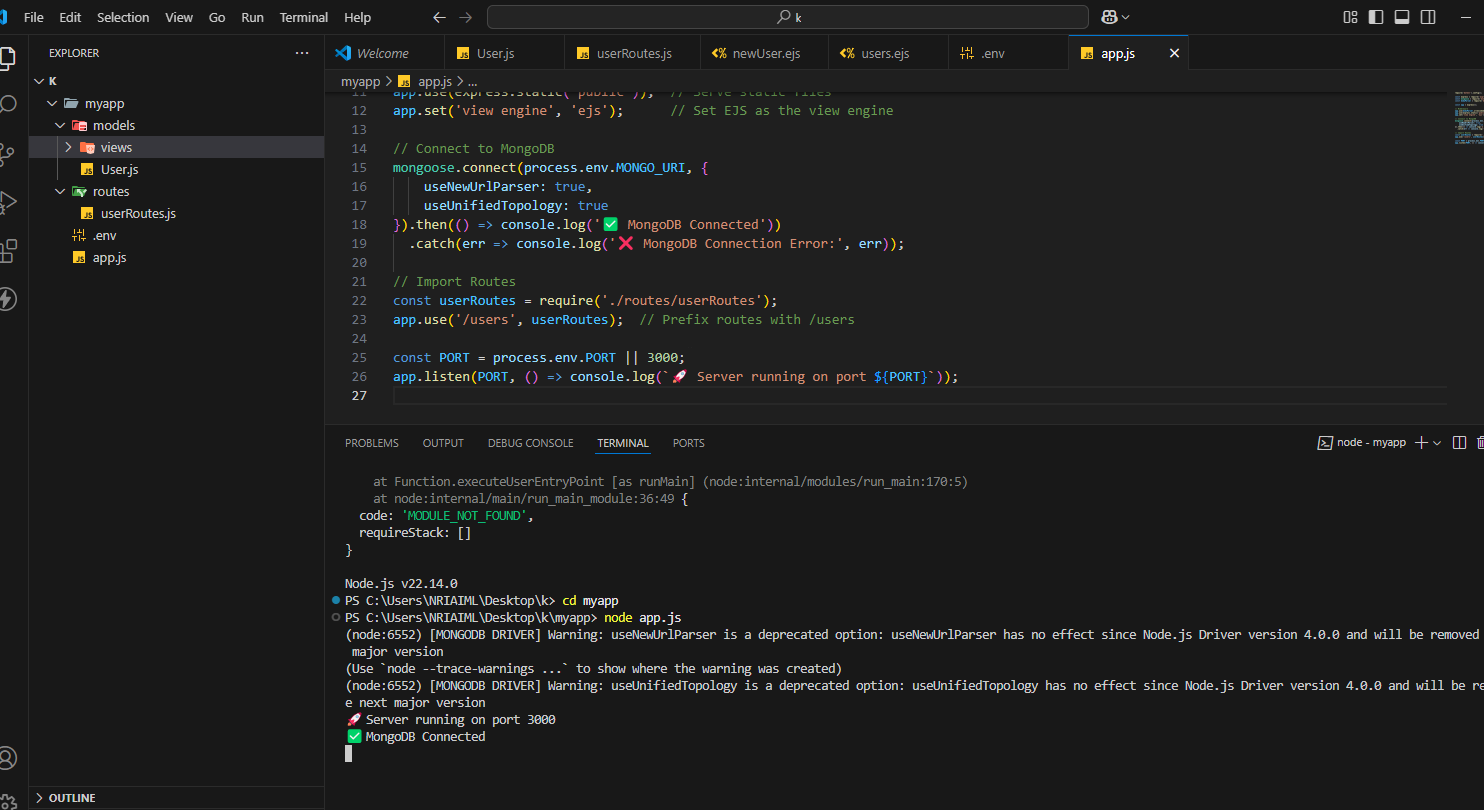 File Edit Selection View Go Run Terminal Help
k
EXPLORER
K
myapp
models
views
User.js
routes
userRoutes.js
.env
app.js
OUTLINE
Welcome
User.js
userRoutes.js
newUser.ejs
users.ejs
.env
app.js
myapp > app.js > ...
11 app.use(express.static('public')); // Serve static files
12 app.set('view engine', 'ejs'); // Set EJS as the view engine
13
14 // Connect to MongoDB
15 mongoose.connect(process.env.MONGO_URI, {
16 useNewUrlParser: true,
17 useUnifiedTopology: true
18 }).then(() => console.log('✅ MongoDB Connected'))
19 .catch(err => console.log('❌ MongoDB Connection Error:', err));
20
21 // Import Routes
22 const userRoutes = require('./routes/userRoutes');
23 app.use('/users', userRoutes); // Prefix routes with /users
24
25 const PORT = process.env.PORT || 3000;
26 app.listen(PORT, () => console.log(`🚀 Server running on port ${PORT}`));
27
PROBLEMS OUTPUT DEBUG CONSOLE TERMINAL PORTS
node - myapp
at Function.executeUserEntryPoint [as runMain] (node:internal/modules/run_main:170:5)
at node:internal/main/run_main_module:36:49 {
code: 'MODULE_NOT_FOUND',
requireStack: []
}
Node.js v22.14.0
PS C:\Users\NRIAIML\Desktop\k> cd myapp
PS C:\Users\NRIAIML\Desktop\k\myapp> node app.js
(node:6552) [MONGODB DRIVER] Warning: useNewUrlParser is a deprecated option: useNewUrlParser has no effect since Node.js Driver version 4.0.0 and will be removed
major version
(Use `node --trace-warnings ...` to show where the warning was created)
(node:6552) [MONGODB DRIVER] Warning: useUnifiedTopology is a deprecated option: useUnifiedTopology has no effect since Node.js Driver version 4.0.0 and will be re
e next major version
🚀 Server running on port 3000
✅ MongoDB Connected